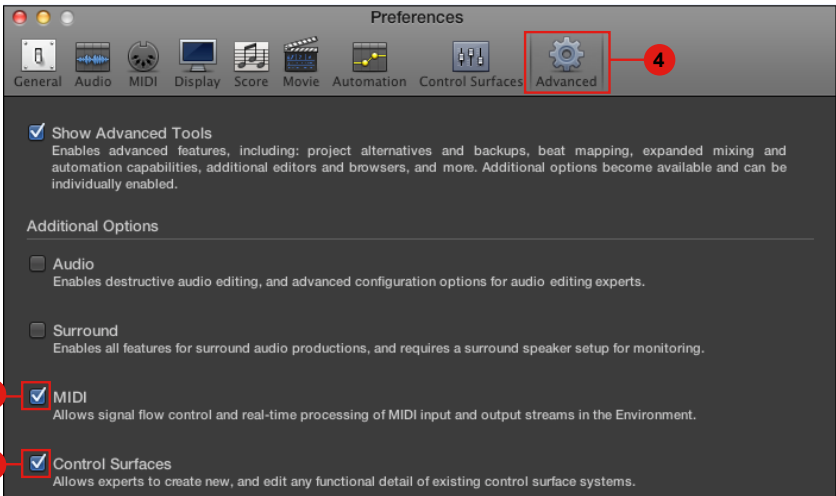 Preferences
General Audio MIDI Display Score Movie Automation Control Surfaces Advanced
4
Show Advanced Tools
Enables advanced features, including: project alternatives and backups, beat mapping, expanded mixing and
automation capabilities, additional editors and browsers, and more. Additional options become available and can be
individually enabled.
Additional Options
Audio
Enables destructive audio editing, and advanced configuration options for audio editing experts.
Surround
Enables all features for surround audio productions, and requires a surround speaker setup for monitoring.
MIDI
Allows signal flow control and real-time processing of MIDI input and output streams in the Environment.
Control Surfaces
Allows experts to create new, and edit any functional detail of existing control surface systems.